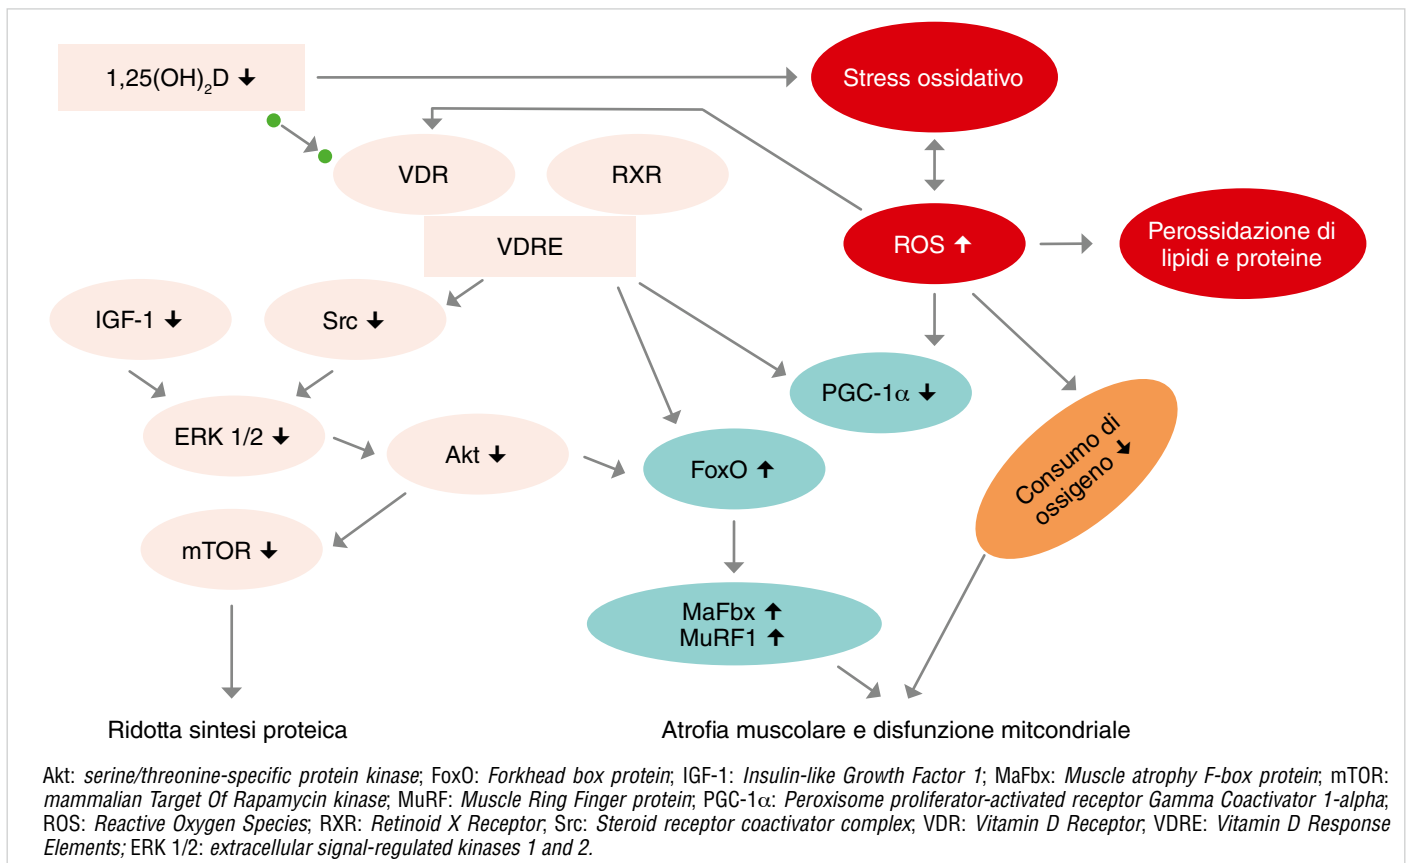 1,25(OH)₂D ↓
Stress ossidativo
VDR
RXR
VDRE
ROS ↑
Perossidazione di
lipidi e proteine
IGF-1 ↓
Src ↓
PGC-1α ↓
ERK 1/2 ↓
Akt ↓
FoxO ↑
Consumo di
ossigeno ↓
mTOR ↓
MaFbx ↑
MuRF1 ↑
Ridotta sintesi proteica
Atrofia muscolare e disfunzione mitcondriale
Akt: serine/threonine-specific protein kinase; FoxO: Forkhead box protein; IGF-1: Insulin-like Growth Factor 1; MaFbx: Muscle atrophy F-box protein; mTOR:
mammalian Target Of Rapamycin kinase; MuRF: Muscle Ring Finger protein; PGC-1α: Peroxisome proliferator-activated receptor Gamma Coactivator 1-alpha;
ROS: Reactive Oxygen Species; RXR: Retinoid X Receptor; Src: Steroid receptor coactivator complex; VDR: Vitamin D Receptor; VDRE: Vitamin D Response
Elements; ERK 1/2: extracellular signal-regulated kinases 1 and 2.